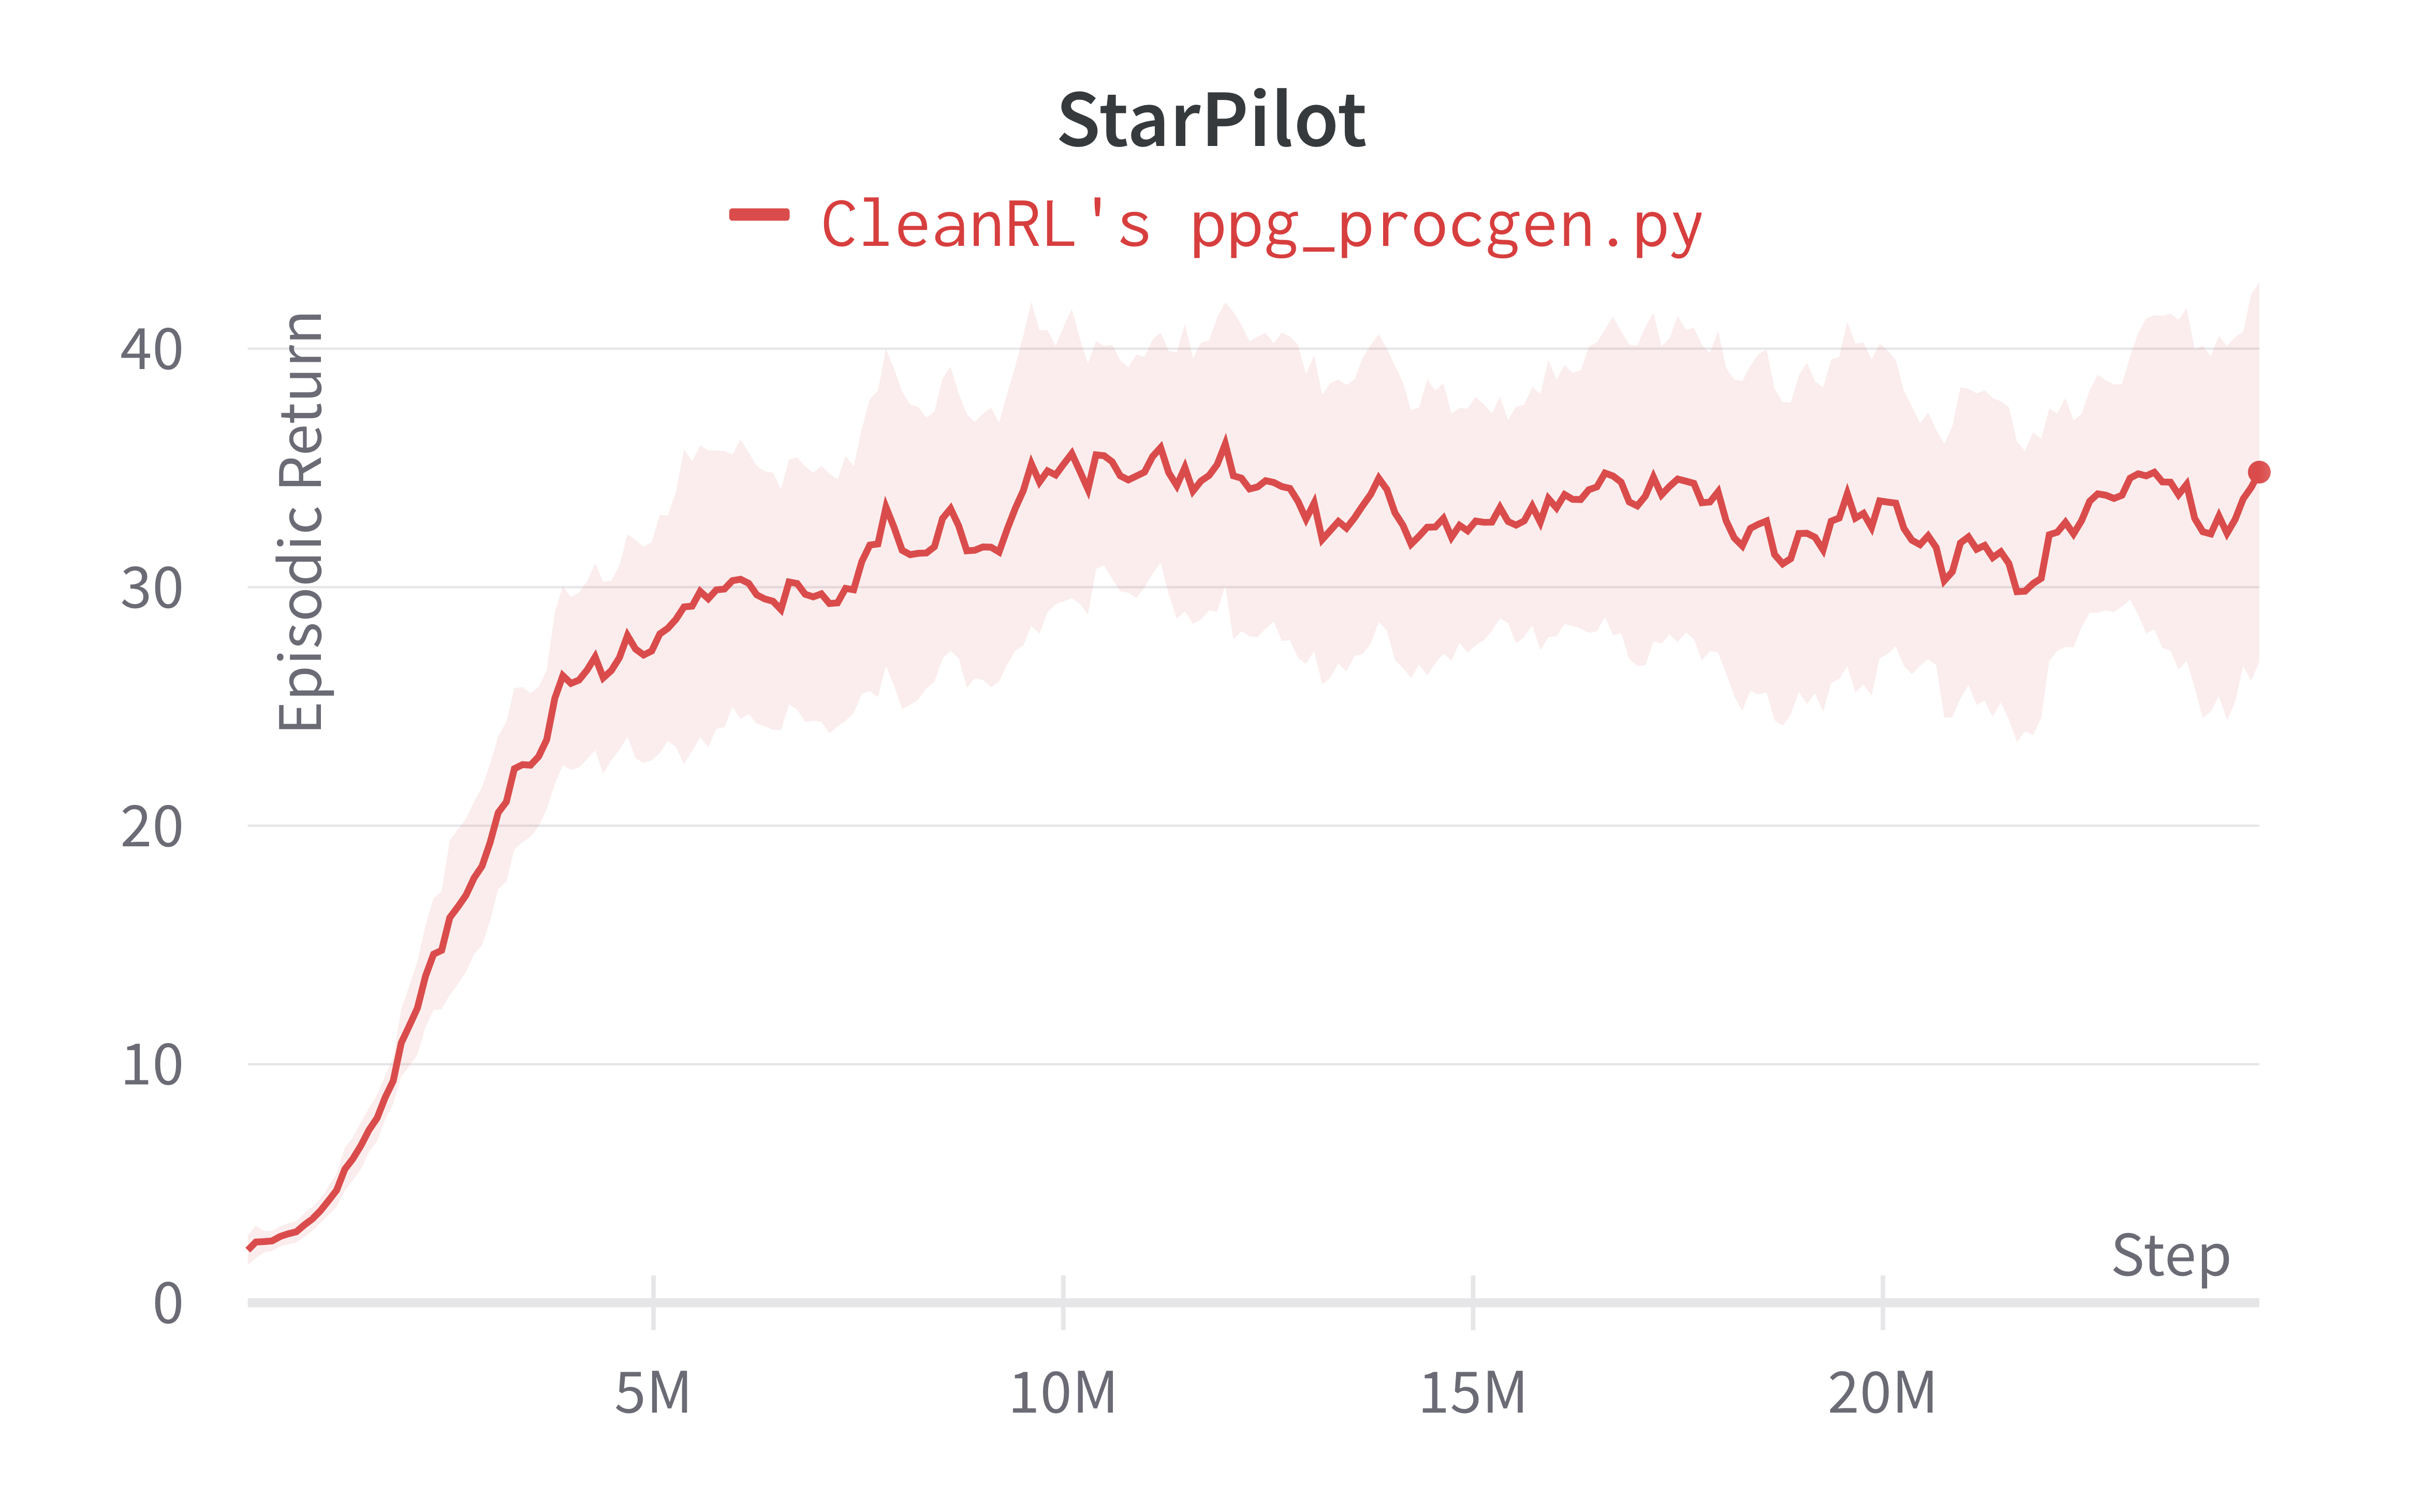 StarPilot
CleanRL's ppg_procgen.py
Episodic Return
40
30
20
10
0
Step
5M
10M
15M
20M